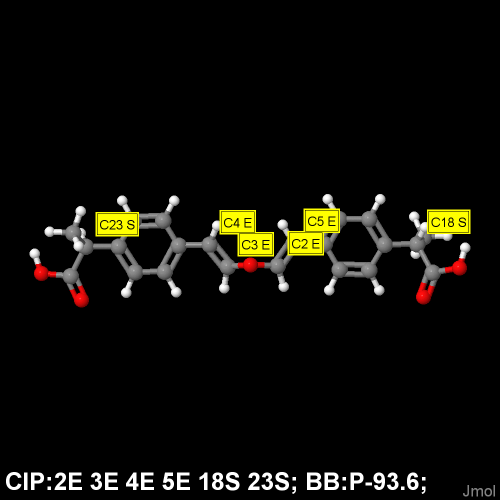 C23 S
C4 E
C3 E
C5 E
C2 E
C18 S
CIP:2E 3E 4E 5E 18S 23S; BB:P-93.6;
Jmol